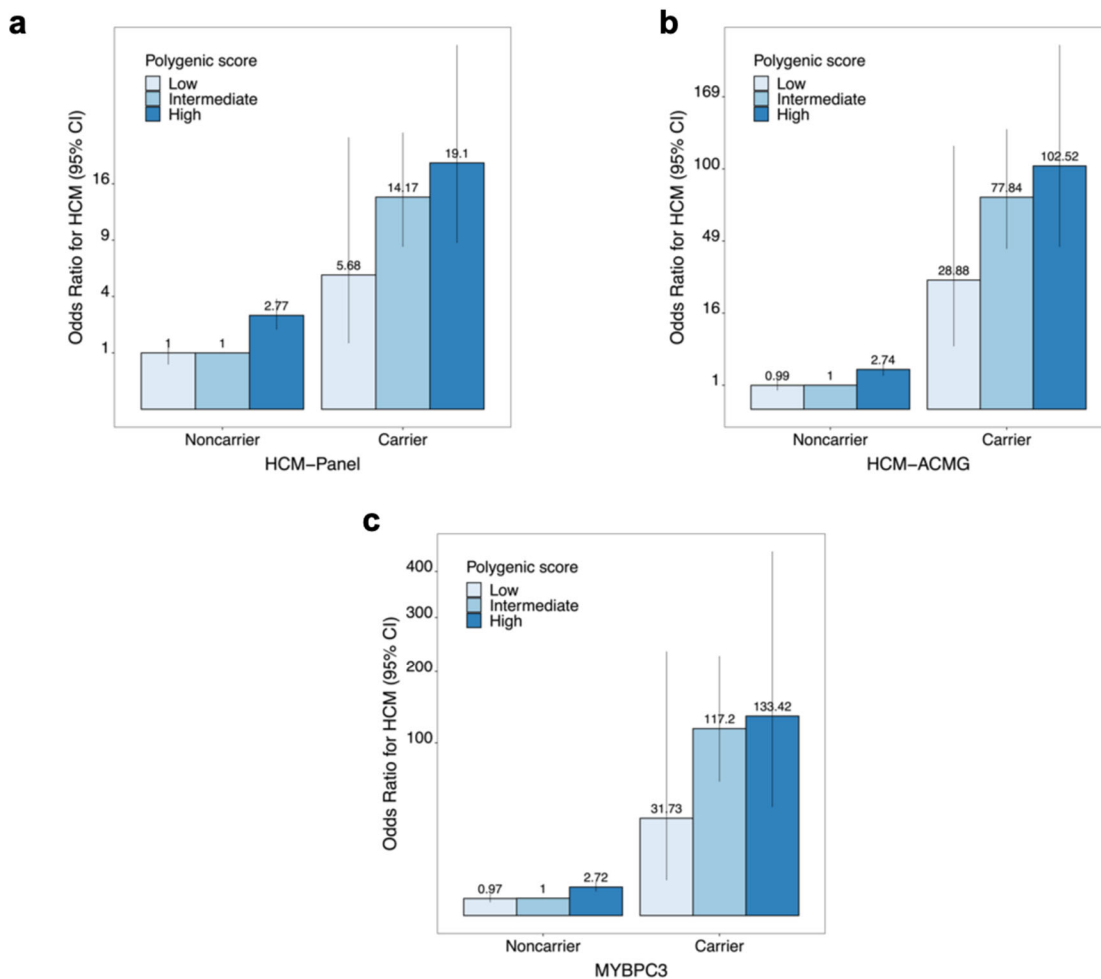 a
Polygenic score
Low
Intermediate
High
Odds Ratio for HCM (95% CI)
16
9
4
1
1
1
2.77
5.68
14.17
19.1
Noncarrier
Carrier
HCM−Panel
b
Polygenic score
Low
Intermediate
High
Odds Ratio for HCM (95% CI)
169
100
49
16
1
0.99
1
2.74
28.88
77.84
102.52
Noncarrier
Carrier
HCM−ACMG
c
Polygenic score
Low
Intermediate
High
Odds Ratio for HCM (95% CI)
400
300
200
100
0.97
1
2.72
31.73
117.2
133.42
Noncarrier
Carrier
MYBPC3